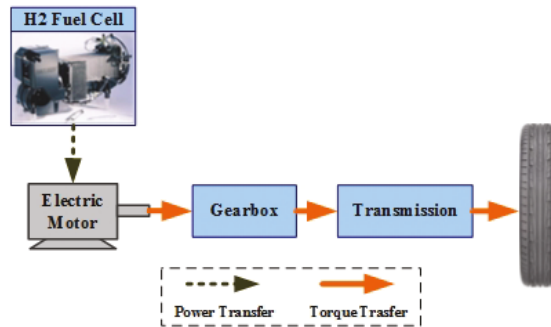 H2 Fuel Cell
Electric
Motor
Gearbox
Transmission
Power Transfer
Torque Trasfer